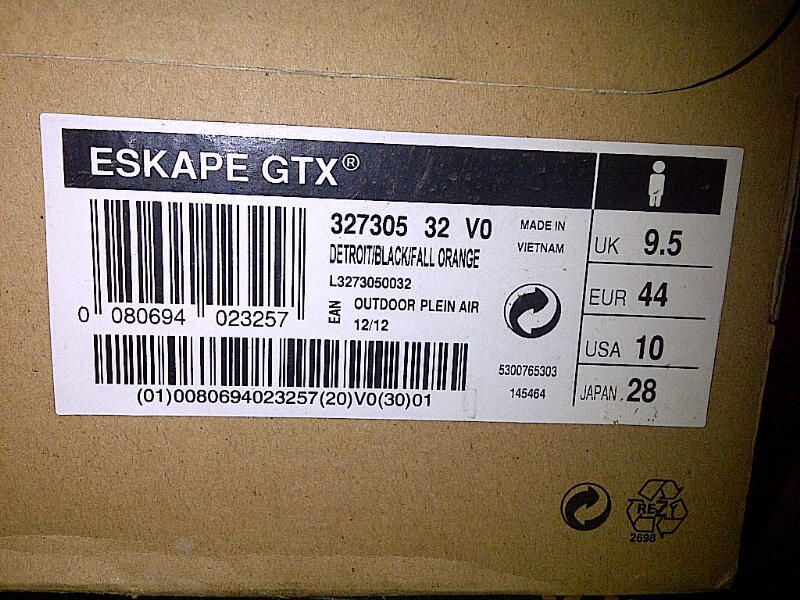 ESKAPE GTX®
327305 32 V0
DETROIT/BLACK/FALL ORANGE
L3273050032
EAN
OUTDOOR PLEIN AIR
12/12
MADE IN
VIETNAM
5300765303
145464
UK 9.5
EUR 44
USA 10
JAPAN 28
0 080694 023257
(01)0080694023257(20)V0(30)01
RESY
2698